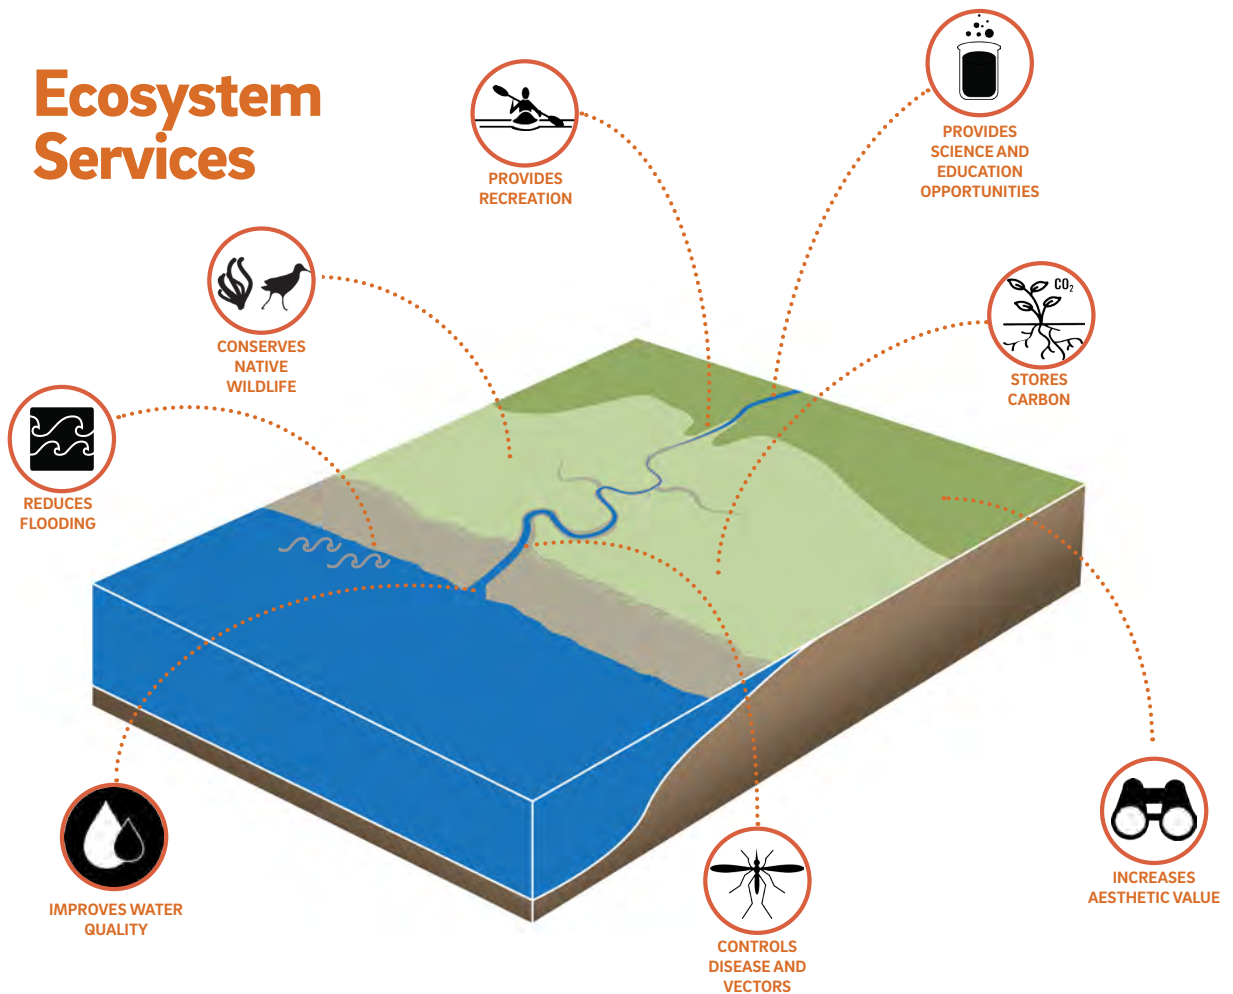 Ecosystem
Services
PROVIDES
RECREATION
PROVIDES
SCIENCE AND
EDUCATION
OPPORTUNITIES
CONSERVES
NATIVE
WILDLIFE
CO₂
STORES
CARBON
REDUCES
FLOODING
IMPROVES WATER
QUALITY
CONTROLS
DISEASE AND
VECTORS
INCREASES
AESTHETIC VALUE